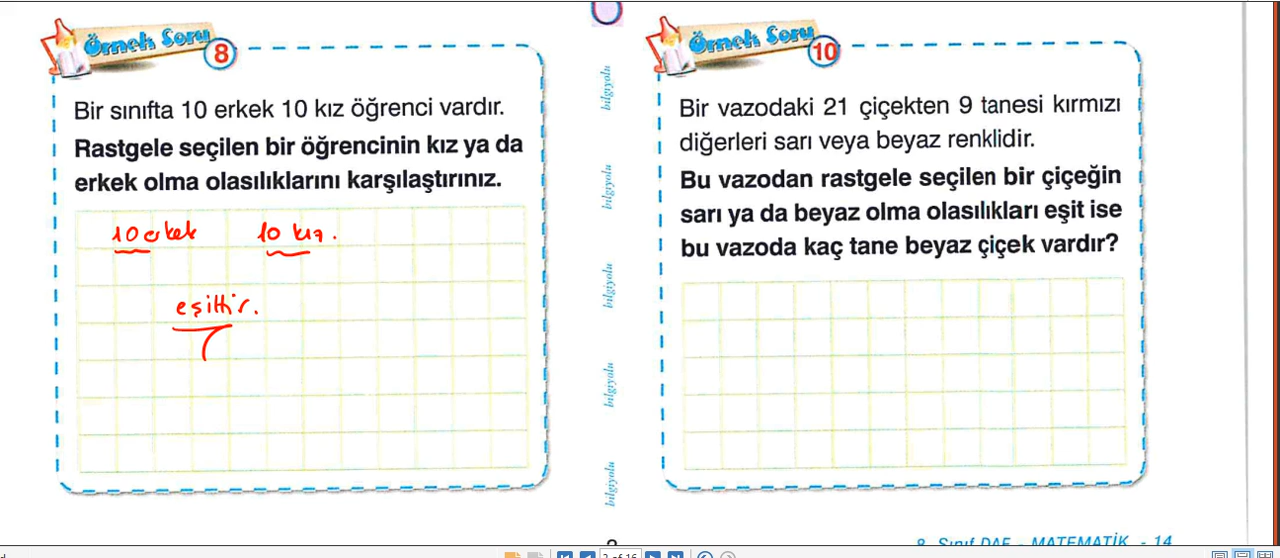 Örnek Soru
8
Bir sınıfta 10 erkek 10 kız öğrenci vardır.
Rastgele seçilen bir öğrencinin kız ya da
erkek olma olasılıklarını karşılaştırınız.
10 erkek 10 kız.
eşittir.
bilgiyolu
bilgiyolu
bilgiyolu
bilgiyolu
bilgiyolu
Örnek Soru
10
Bir vazodaki 21 çiçekten 9 tanesi kırmızı
diğerleri sarı veya beyaz renklidir.
Bu vazodan rastgele seçilen bir çiçeğin
sarı ya da beyaz olma olasılıkları eşit ise
bu vazoda kaç tane beyaz çiçek vardır?
8. Sınıf DAF - MATEMATİK - 14